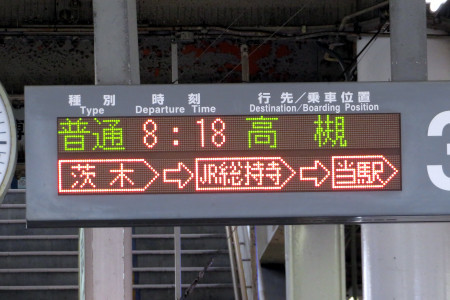 種別 時刻 行先／乗車位置
Type Departure Time Destination/Boarding Position
普通 8:18 高槻
茨木⇨JR総持寺⇨当駅
3